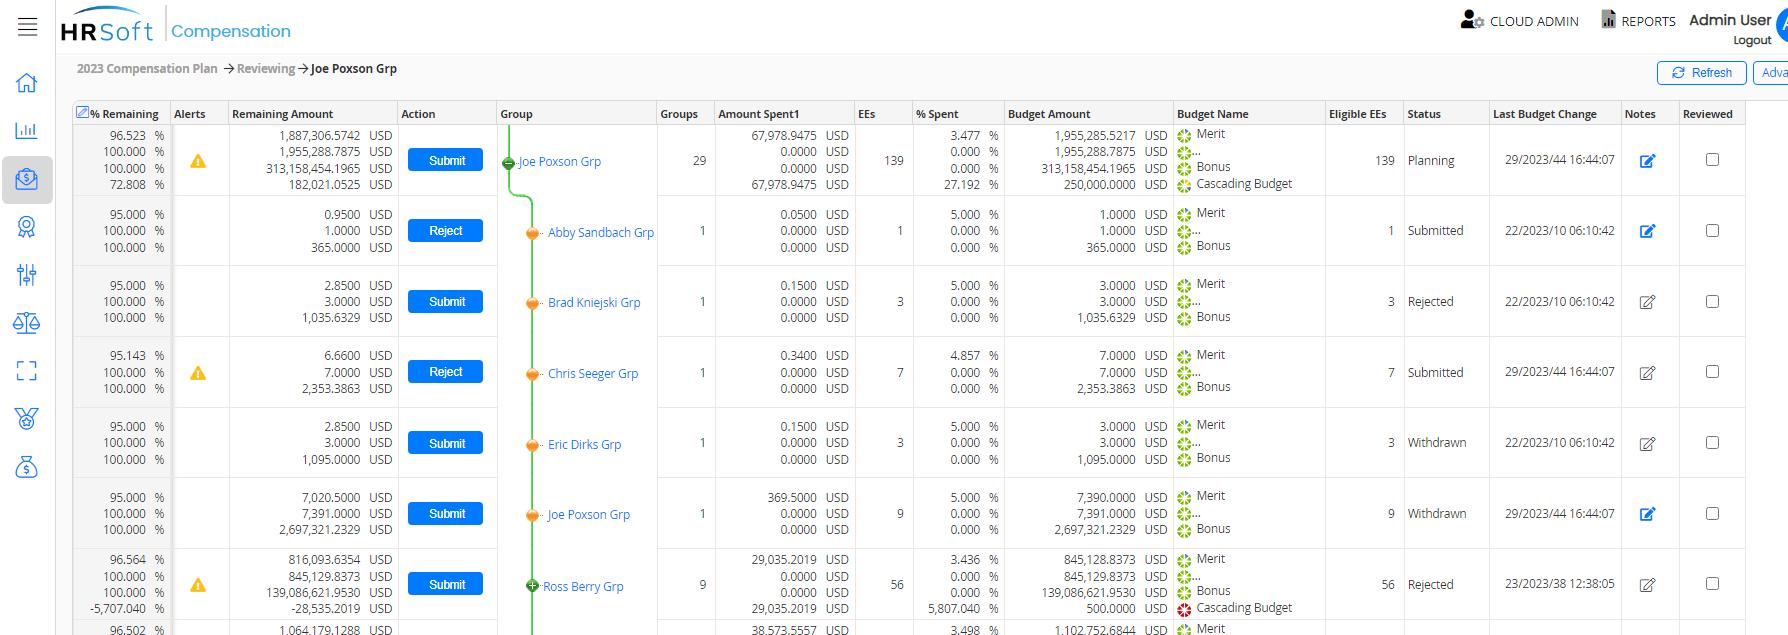 HRSoft Compensation CLOUD ADMIN REPORTS Admin User
Logout
2023 Compensation Plan → Reviewing → Joe Poxson Grp Refresh Adva
% Remaining Alerts Remaining Amount Action Group Groups Amount Spent1 EEs % Spent Budget Amount Budget Name Eligible EEs Status Last Budget Change Notes Reviewed
96.523 % 1,887,306.5742 USD 67,978.9475 USD 3.477 % 1,955,285.5217 USD Merit
100.000 % 1,955,288.7875 USD 0.0000 USD 0.000 % 1,955,288.7875 USD ...
Submit Joe Poxson Grp 29 139 139 Planning 29/2023/44 16:44:07
100.000 % 313,158,454.1965 USD 0.0000 USD 0.000 % 313,158,454.1965 USD Bonus
72.808 % 182,021.0525 USD 67,978.9475 USD 27.192 % 250,000.0000 USD Cascading Budget
95.000 % 0.9500 USD 0.0500 USD 5.000 % 1.0000 USD Merit
100.000 % 1.0000 USD Reject Abby Sandbach Grp 1 0.0000 USD 1 0.000 % 1.0000 USD ... 1 Submitted 22/2023/10 06:10:42
100.000 % 365.0000 USD 0.0000 USD 0.000 % 365.0000 USD Bonus
95.000 % 2.8500 USD 0.1500 USD 5.000 % 3.0000 USD Merit
100.000 % 3.0000 USD Submit Brad Kniejski Grp 1 0.0000 USD 3 0.000 % 3.0000 USD ... 3 Rejected 22/2023/10 06:10:42
100.000 % 1,035.6329 USD 0.0000 USD 0.000 % 1,035.6329 USD Bonus
95.143 % 6.6600 USD 0.3400 USD 4.857 % 7.0000 USD Merit
100.000 % 7.0000 USD Reject Chris Seeger Grp 1 0.0000 USD 7 0.000 % 7.0000 USD ... 7 Submitted 29/2023/44 16:44:07
100.000 % 2,353.3863 USD 0.0000 USD 0.000 % 2,353.3863 USD Bonus
95.000 % 2.8500 USD 0.1500 USD 5.000 % 3.0000 USD Merit
100.000 % 3.0000 USD Submit Eric Dirks Grp 1 0.0000 USD 3 0.000 % 3.0000 USD ... 3 Withdrawn 22/2023/10 06:10:42
100.000 % 1,095.0000 USD 0.0000 USD 0.000 % 1,095.0000 USD Bonus
95.000 % 7,020.5000 USD 369.5000 USD 5.000 % 7,390.0000 USD Merit
100.000 % 7,391.0000 USD Submit Joe Poxson Grp 1 0.0000 USD 9 0.000 % 7,391.0000 USD ... 9 Withdrawn 29/2023/44 16:44:07
100.000 % 2,697,321.2329 USD 0.0000 USD 0.000 % 2,697,321.2329 USD Bonus
96.564 % 816,093.6354 USD 29,035.2019 USD 3.436 % 845,128.8373 USD Merit
100.000 % 845,129.8373 USD 0.0000 USD 0.000 % 845,129.8373 USD ...
Submit Ross Berry Grp 9 56 56 Rejected 23/2023/38 12:38:05
100.000 % 139,086,621.9530 USD 0.0000 USD 0.000 % 139,086,621.9530 USD Bonus
-5,707.040 % -28,535.2019 USD 29,035.2019 USD 5,807.040 % 500.0000 USD Cascading Budget
96.502 % 1,064,179.1288 USD 38,573.5557 USD 3.498 % 1,102,752.6844 USD Merit